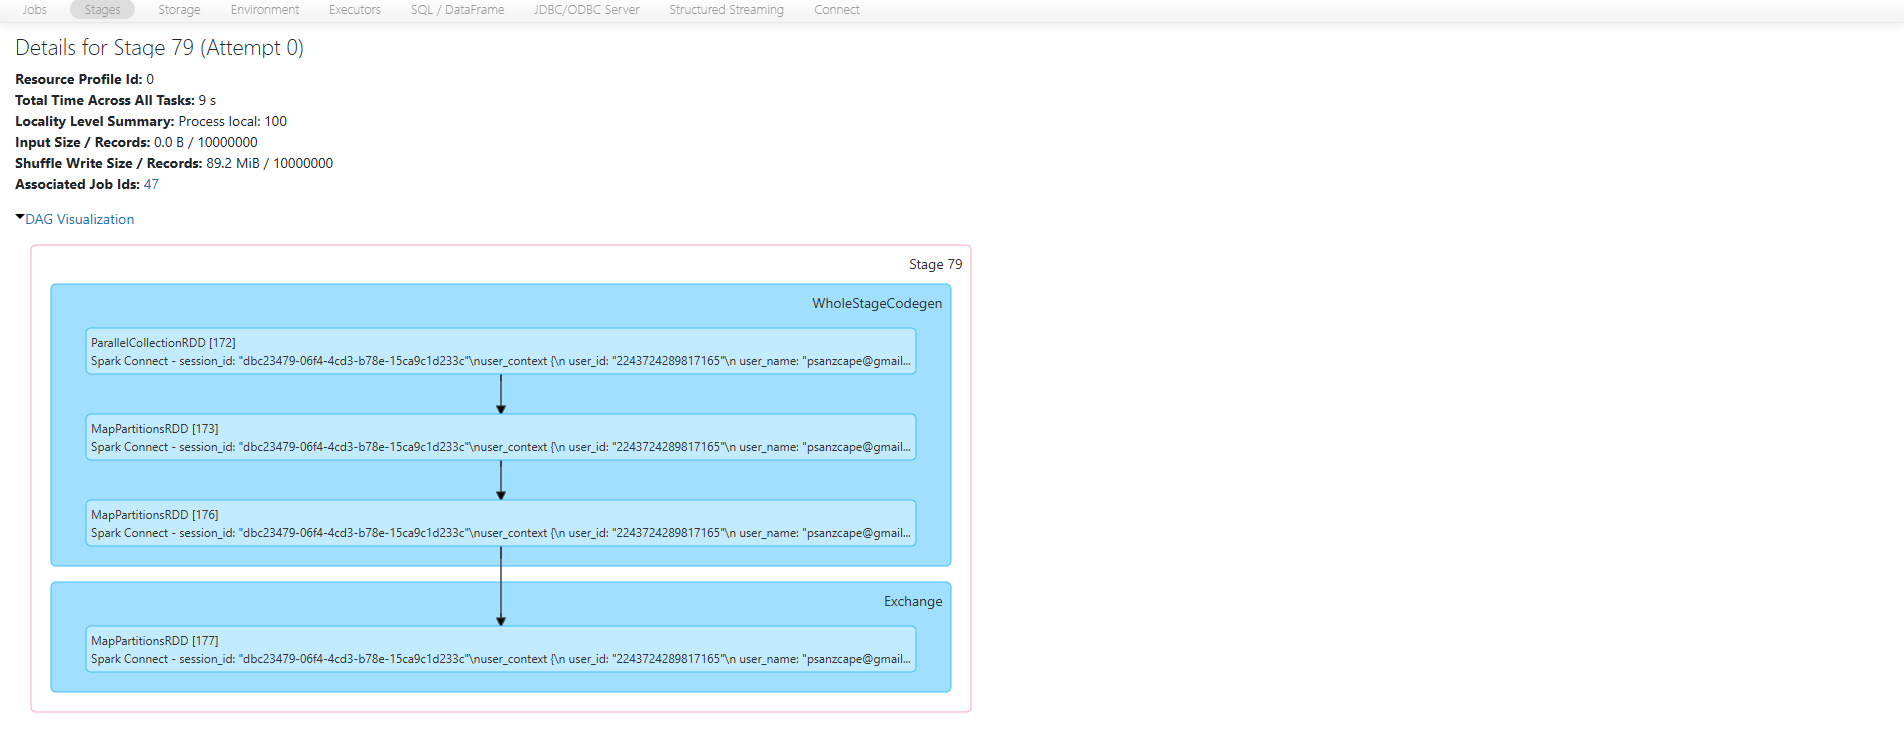 Jobs Stages Storage Environment Executors SQL / DataFrame JDBC/ODBC Server Structured Streaming Connect
Details for Stage 79 (Attempt 0)
Resource Profile Id: 0
Total Time Across All Tasks: 9 s
Locality Level Summary: Process local: 100
Input Size / Records: 0.0 B / 10000000
Shuffle Write Size / Records: 89.2 MiB / 10000000
Associated Job Ids: 47
DAG Visualization
Stage 79
WholeStageCodegen
ParallelCollectionRDD [172]
Spark Connect - session_id: "dbc23479-06f4-4cd3-b78e-15ca9c1d233c"\nuser_context {\n user_id: "2243724289817165"\n user_name: "psanzcape@gmail...
MapPartitionsRDD [173]
Spark Connect - session_id: "dbc23479-06f4-4cd3-b78e-15ca9c1d233c"\nuser_context {\n user_id: "2243724289817165"\n user_name: "psanzcape@gmail...
MapPartitionsRDD [176]
Spark Connect - session_id: "dbc23479-06f4-4cd3-b78e-15ca9c1d233c"\nuser_context {\n user_id: "2243724289817165"\n user_name: "psanzcape@gmail...
Exchange
MapPartitionsRDD [177]
Spark Connect - session_id: "dbc23479-06f4-4cd3-b78e-15ca9c1d233c"\nuser_context {\n user_id: "2243724289817165"\n user_name: "psanzcape@gmail...